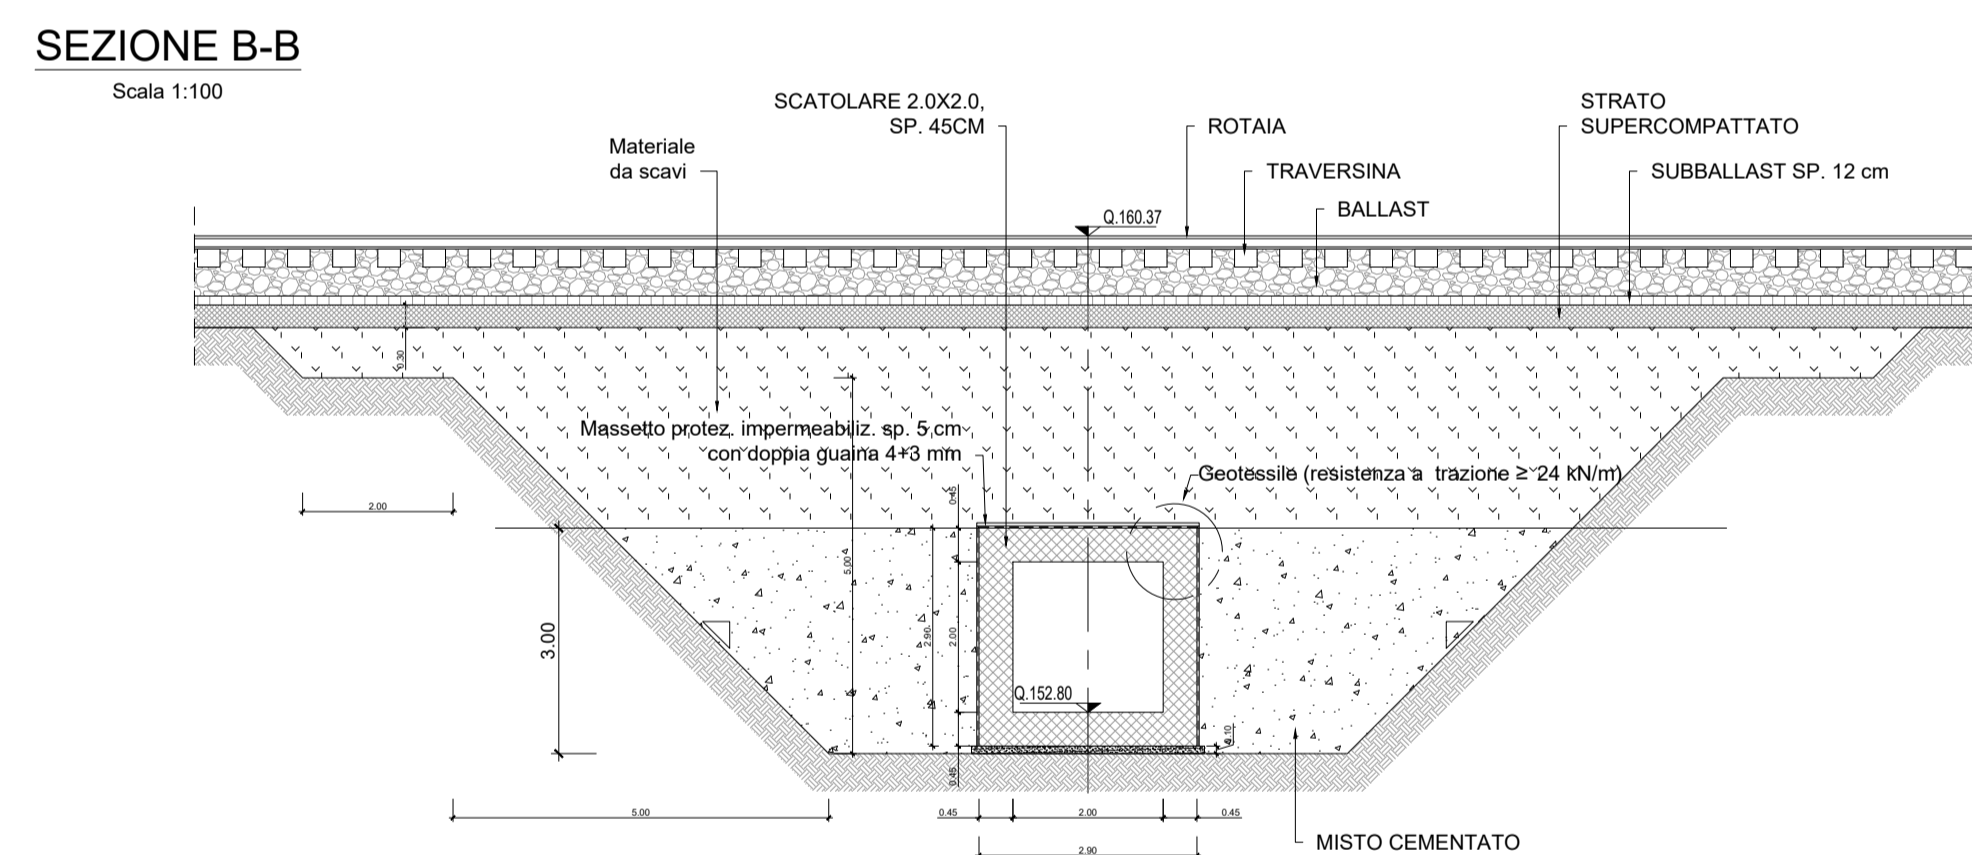 SEZIONE B-B
Scala 1:100
SCATOLARE 2.0X2.0,
SP. 45CM
Materiale
da scavi
ROTAIA
TRAVERSINA
BALLAST
STRATO
SUPERCOMPATTATO
SUBBALLAST SP. 12 cm
Q.160.37
0.30
Massetto protez. impermeabiliz. sp. 5 cm
con doppia guaina 4+3 mm
Geotessile (resistenza a trazione ≥ 24 kN/m)
2.00
0.45
5.00
3.00
2.90
2.00
Q.152.80
0.10
0.45
5.00
0.45
2.00
0.45
2.90
MISTO CEMENTATO